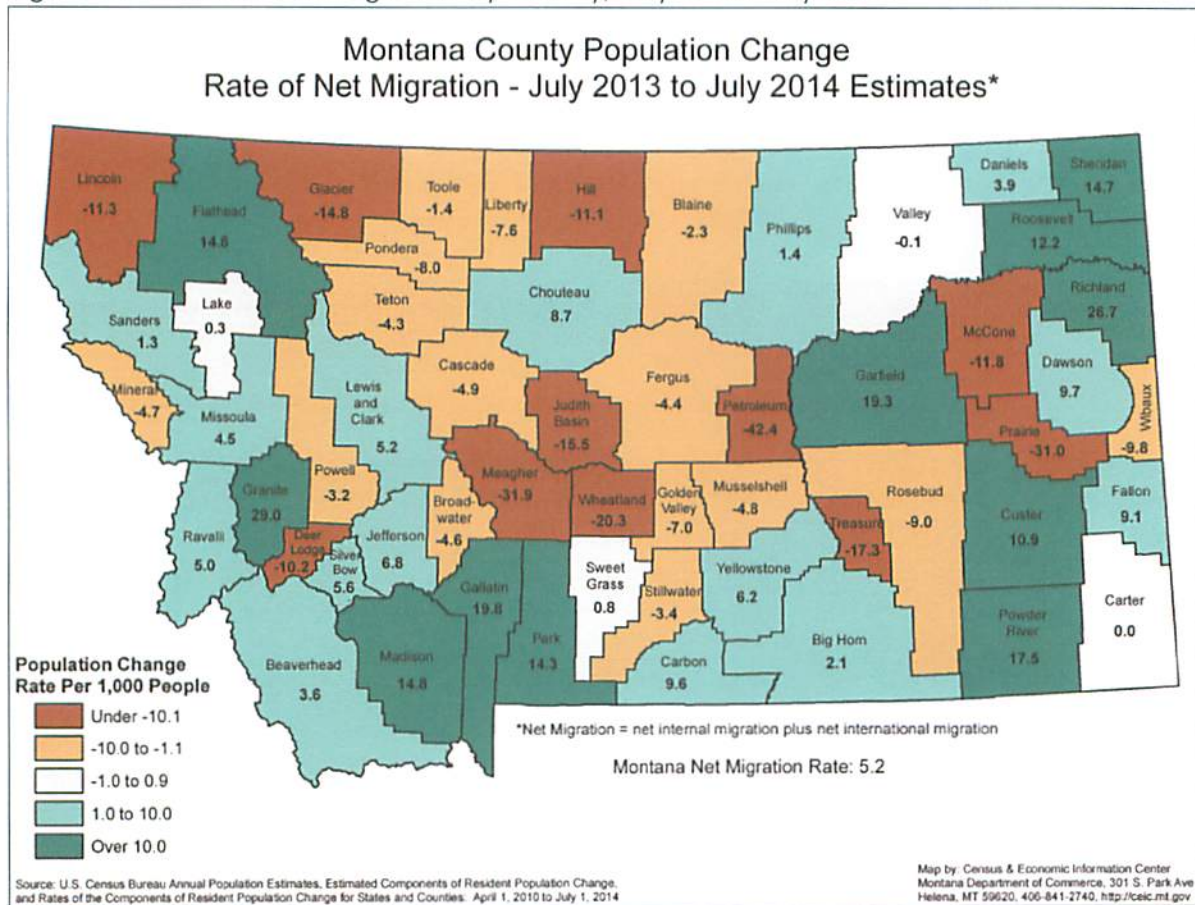 Montana County Population Change
Rate of Net Migration - July 2013 to July 2014 Estimates*
Lincoln
-11.3
Flathead
14.6
Glacier
-14.8
Toole
-1.4
Liberty
-7.6
Hill
-11.1
Blaine
-2.3
Phillips
1.4
Valley
-0.1
Daniels
3.9
Sheridan
14.7
Roosevelt
12.2
Richland
26.7
Pondera
-8.0
Teton
-4.3
Chouteau
8.7
Sanders
1.3
Lake
0.3
Mineral
-4.7
Missoula
4.5
Lewis
and
Clark
5.2
Cascade
-4.9
Judith
Basin
-15.5
Fergus
-4.4
Petroleum
-42.4
Garfield
19.3
McCone
-11.8
Dawson
9.7
Wibaux
-9.8
Prairie
-31.0
Powell
-3.2
Granite
29.0
Ravalli
5.0
Deer
Lodge
-10.2
Silver
Bow
5.6
Jefferson
6.8
Broad-
water
-4.6
Meagher
-31.9
Wheatland
-20.3
Golden
Valley
-7.0
Musselshell
-4.8
Rosebud
-9.0
Treasure
-17.3
Custer
10.9
Fallon
9.1
Gallatin
19.8
Park
14.3
Sweet
Grass
0.8
Stillwater
-3.4
Yellowstone
6.2
Big Horn
2.1
Powder
River
17.5
Carter
0.0
Beaverhead
3.6
Madison
14.8
Carbon
9.6
Population Change
Rate Per 1,000 People
Under -10.1
-10.0 to -1.1
-1.0 to 0.9
1.0 to 10.0
Over 10.0
*Net Migration = net internal migration plus net international migration
Montana Net Migration Rate: 5.2
Source: U.S. Census Bureau Annual Population Estimates, Estimated Components of Resident Population Change,
and Rates of the Components of Resident Population Change for States and Counties: April 1, 2010 to July 1, 2014
Map by: Census & Economic Information Center
Montana Department of Commerce, 301 S. Park Ave
Helena, MT 59620, 406-841-2740, http://ceic.mt.gov